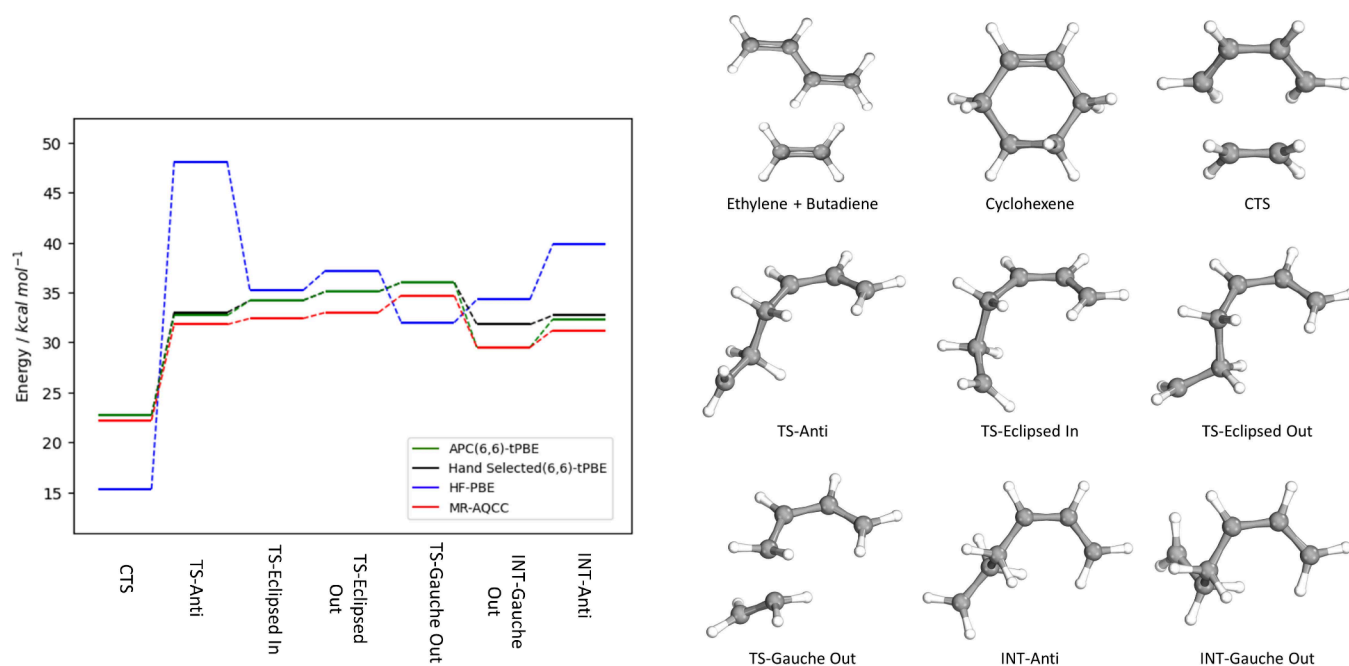 Energy / kcal mol⁻¹
50
45
40
35
30
25
20
15
APC(6,6)-tPBE
Hand Selected(6,6)-tPBE
HF-PBE
MR-AQCC
CTS
TS-Anti
TS-Eclipsed In
TS-Eclipsed
Out
TS-Gauche Out
INT-Gauche
Out
INT-Anti
Ethylene + Butadiene
Cyclohexene
CTS
TS-Anti
TS-Eclipsed In
TS-Eclipsed Out
TS-Gauche Out
INT-Anti
INT-Gauche Out